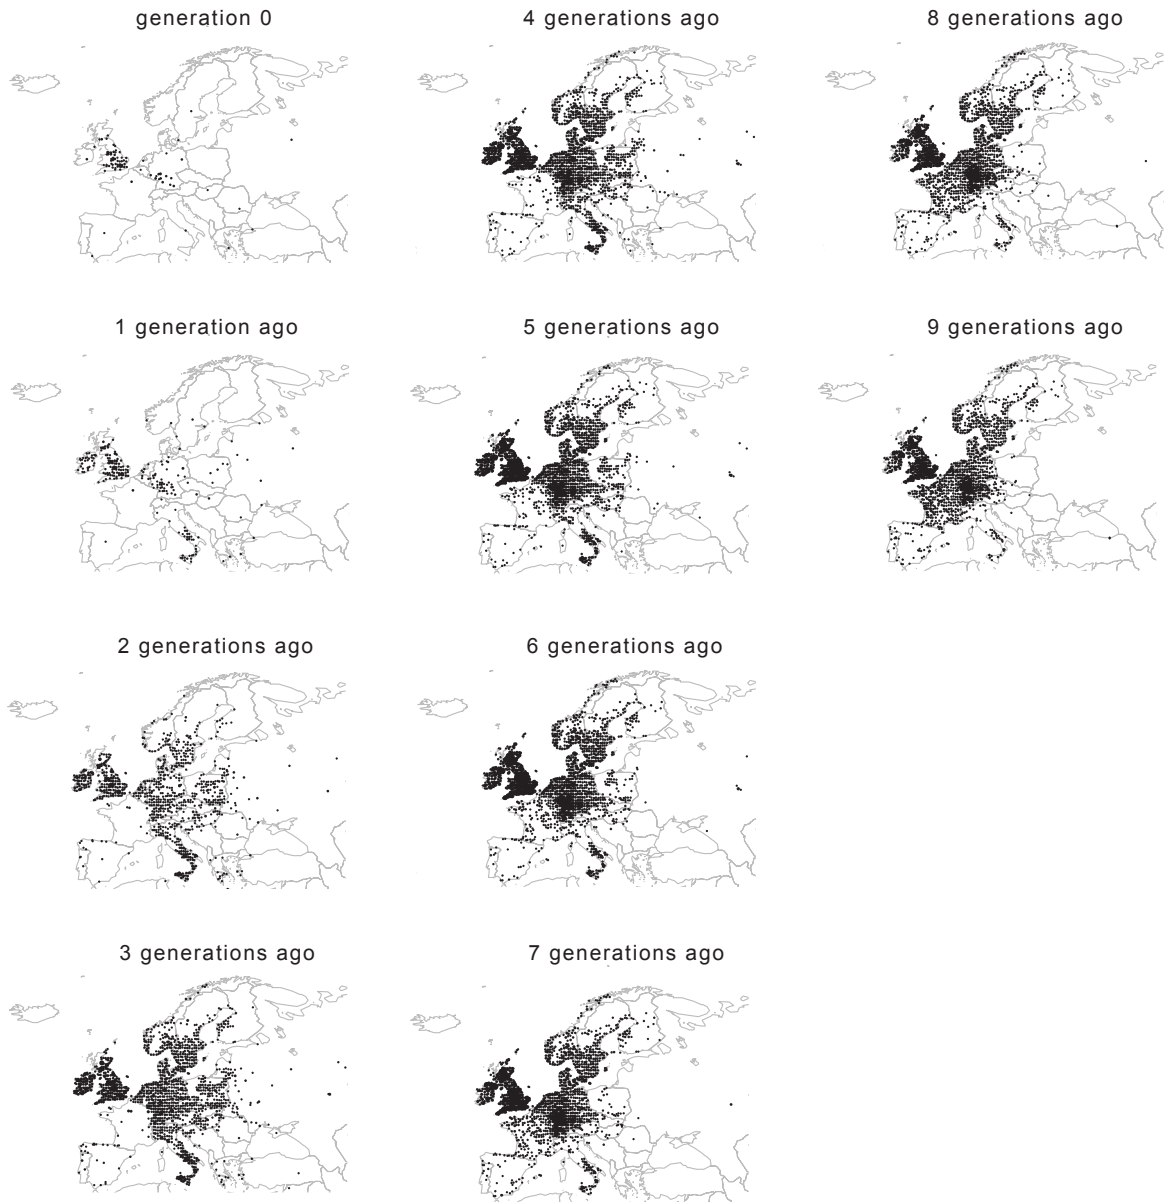 generation 0
4 generations ago
8 generations ago
1 generation ago
5 generations ago
9 generations ago
2 generations ago
6 generations ago
3 generations ago
7 generations ago